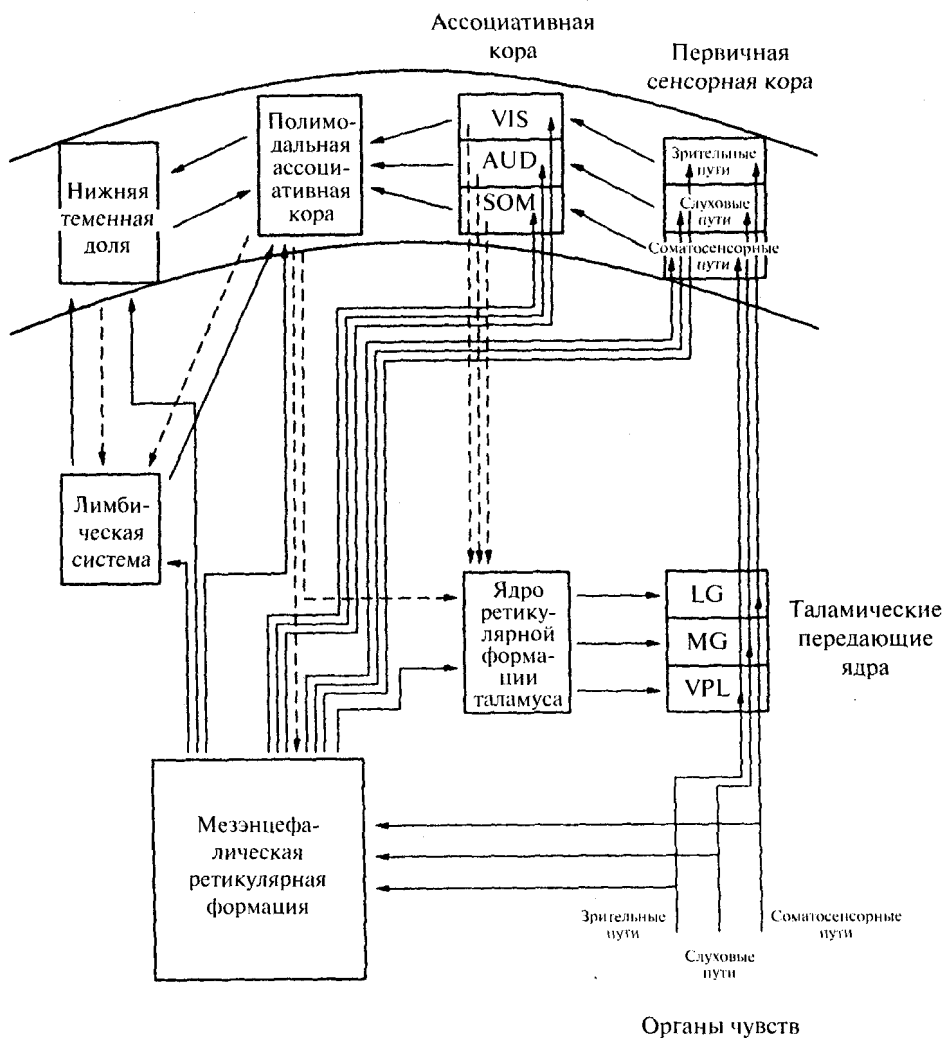 Ассоциативная
кора
Первичная
сенсорная кора
Полимо-
дальная
ассоци-
ативная
кора
VIS
AUD
SOM
Зрительные
пути
Слуховые
пути
Соматосенсорные
пути
Нижняя
теменная
доля
Лимби-
ческая
система
Ядро
ретику-
лярной
форма-
ции
таламуса
LG
MG
VPL
Таламические
передающие
ядра
Мезэнцефа-
лическая
ретикулярная
формация
Зрительные
пути
Слуховые
пути
Соматосенсорные
пути
Органы чувств